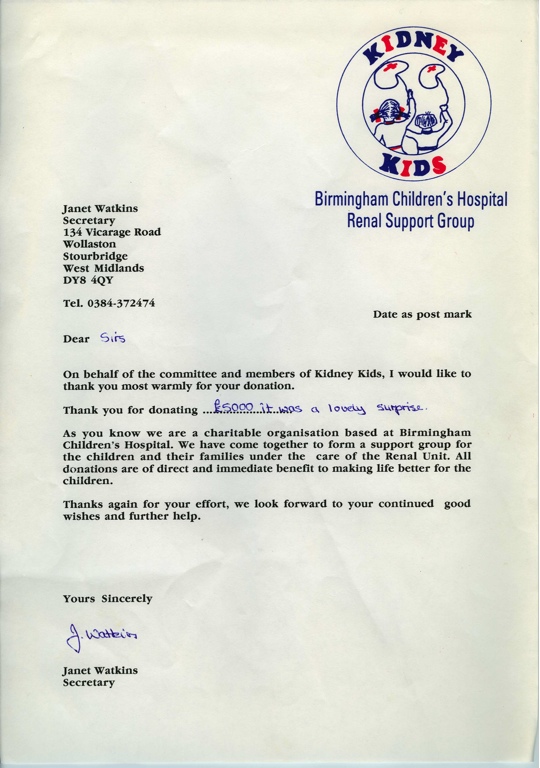 KIDNEY
KIDS
Birmingham Children's Hospital
Renal Support Group
Janet Watkins
Secretary
134 Vicarage Road
Wollaston
Stourbridge
West Midlands
DY8 4QY
Tel. 0384-372474
Date as post mark
Dear Sirs
On behalf of the committee and members of Kidney Kids, I would like to
thank you most warmly for your donation.
Thank you for donating ...£5000 it was a lovely surprise.
As you know we are a charitable organisation based at Birmingham
Children's Hospital. We have come together to form a support group for
the children and their families under the care of the Renal Unit. All
donations are of direct and immediate benefit to making life better for the
children.
Thanks again for your effort, we look forward to your continued good
wishes and further help.
Yours Sincerely
J. Watkins
Janet Watkins
Secretary